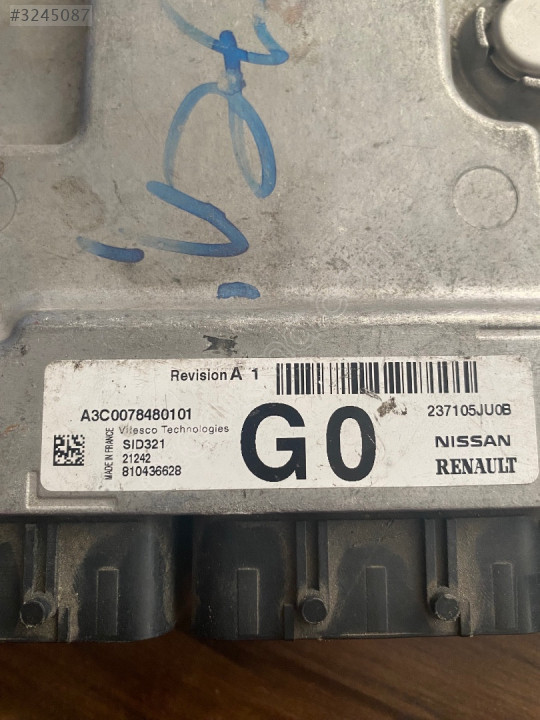 #3245087
Revision A 1
A3C0078480101
237105JU0B
Vitesco Technologies
SID321
21242
810436628
MADE IN FRANCE
G0
NISSAN
RENAULT